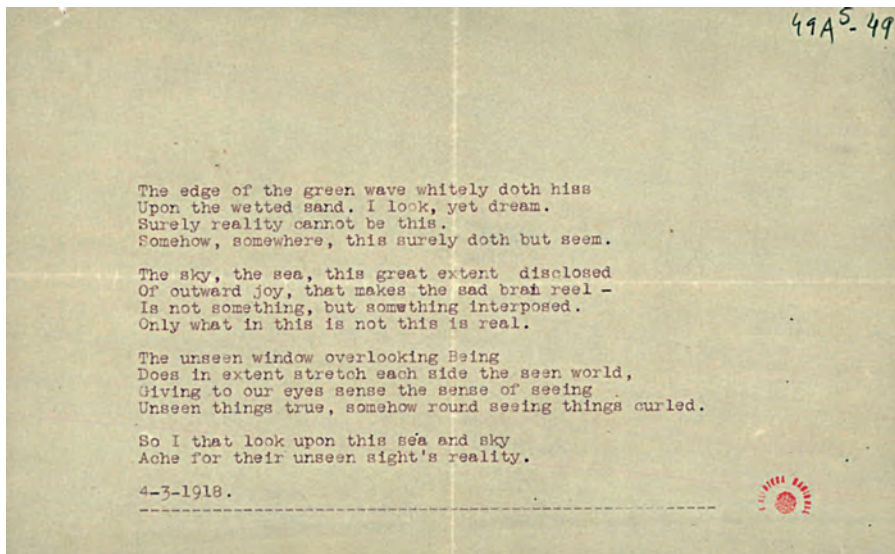 49A5-49
The edge of the green wave whitely doth hiss
Upon the wetted sand. I look, yet dream.
Surely reality cannot be this.
Somehow, somewhere, this surely doth but seem.
The sky, the sea, this great extent disclosed
Of outward joy, that makes the sad bran reel -
Is not something, but something interposed.
Only what in this is not this is real.
The unseen window overlooking Being
Does in extent stretch each side the seen world,
Giving to our eyes sense the sense of seeing
Unseen things true, somehow round seeing things curled.
So I that look upon this sea and sky
Ache for their unseen sight's reality.
4-3-1918.